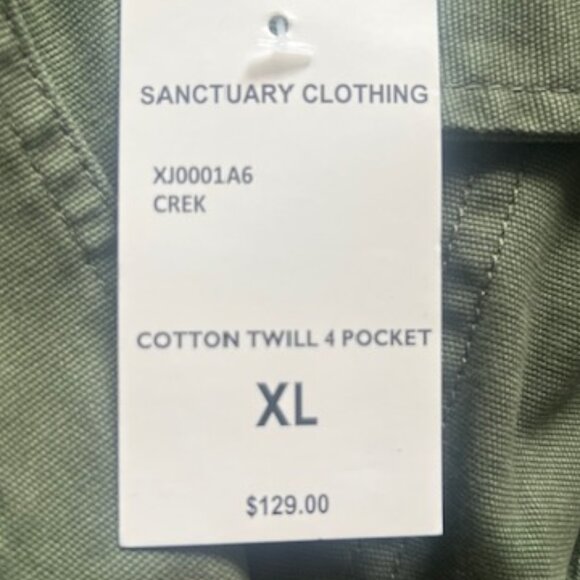 SANCTUARY CLOTHING
XJ0001A6
CREK
COTTON TWILL 4 POCKET
XL
$129.00